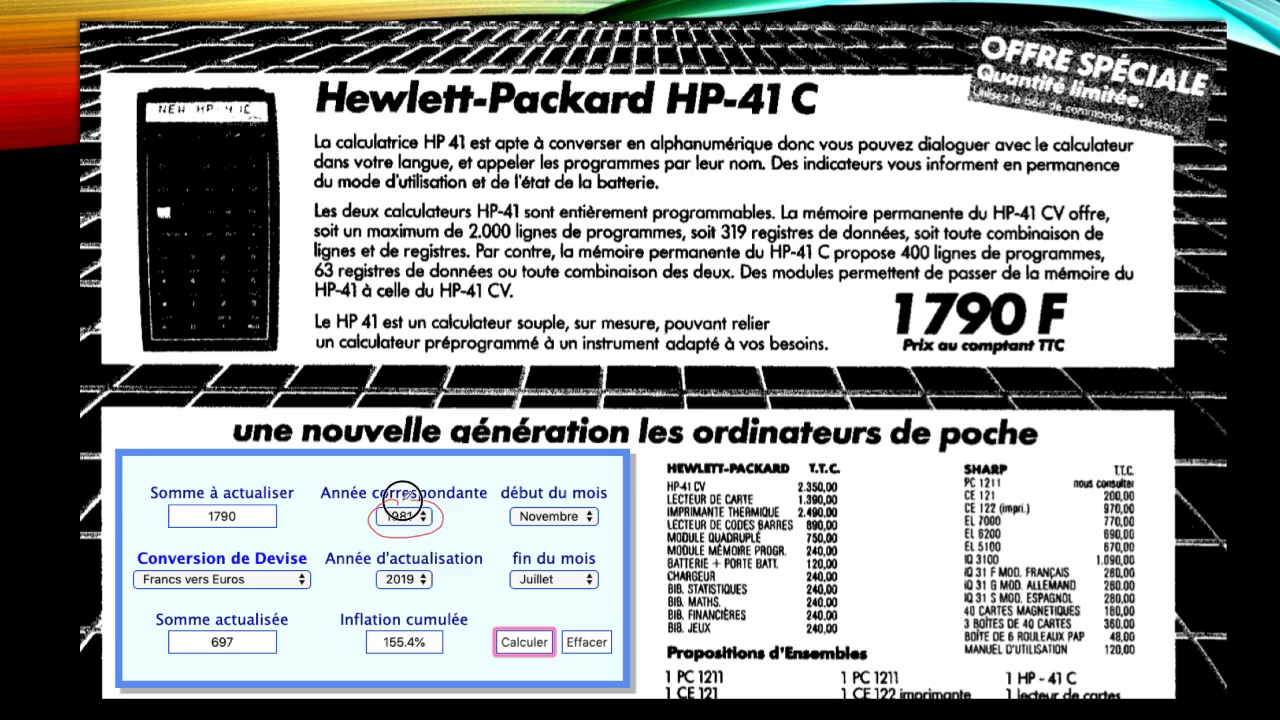 OFFRE SPÉCIALE
Quantité limitée.
NEW HP-41C
Hewlett-Packard HP-41 C
La calculatrice HP 41 est apte à converser en alphanumérique donc vous pouvez dialoguer avec le calculateur
dans votre langue, et appeler les programmes par leur nom. Des indicateurs vous informent en permanence
du mode d'utilisation et de l'état de la batterie.
Les deux calculateurs HP-41 sont entièrement programmables. La mémoire permanente du HP-41 CV offre,
soit un maximum de 2.000 lignes de programmes, soit 319 registres de données, soit toute combinaison de
lignes et de registres. Par contre, la mémoire permanente du HP-41 C propose 400 lignes de programmes,
63 registres de données ou toute combinaison des deux. Des modules permettent de passer de la mémoire du
HP-41 à celle du HP-41 CV.
Le HP 41 est un calculateur souple, sur mesure, pouvant relier
un calculateur préprogrammé à un instrument adapté à vos besoins.
1790 F
Prix au comptant TTC
une nouvelle génération les ordinateurs de poche
Somme à actualiser Année correspondante début du mois
1790 1981 Novembre
Conversion de Devise Année d'actualisation fin du mois
Francs vers Euros 2019 Juillet
Somme actualisée Inflation cumulée
697 155.4% Calculer Effacer
HEWLETT-PACKARD T.T.C.
HP-41 CV 2.350,00
LECTEUR DE CARTE 1.390,00
IMPRIMANTE THERMIQUE 2.490,00
LECTEUR DE CODES BARRES 890,00
MODULE QUADRUPLÉ 750,00
MODULE MÉMOIRE PROGR. 240,00
BATTERIE + PORTE BATT. 120,00
CHARGEUR 240,00
BIB. STATISTIQUES 240,00
BIB. MATHS. 240,00
BIB. FINANCIÈRES 240,00
BIB. JEUX 240,00
SHARP T.T.C.
PC 1211 nous consulter
CE 121 200,00
CE 122 (impri.) 970,00
EL 7000 770,00
EL 6200 690,00
EL 5100 670,00
IQ 3100 1.090,00
IQ 31 F MOD. FRANÇAIS 260,00
IQ 31 G MOD. ALLEMAND 260,00
IQ 31 S MOD. ESPAGNOL 280,00
40 CARTES MAGNETIQUES 180,00
3 BOÎTES DE 40 CARTES 360,00
BOÎTE DE 6 ROULEAUX PAP 48,00
MANUEL D'UTILISATION 120,00
Propositions d'Ensembles
1 PC 1211 1 PC 1211 1 HP - 41 C
1 CE 121 1 CE 122 imprimante 1 lecteur de cartes